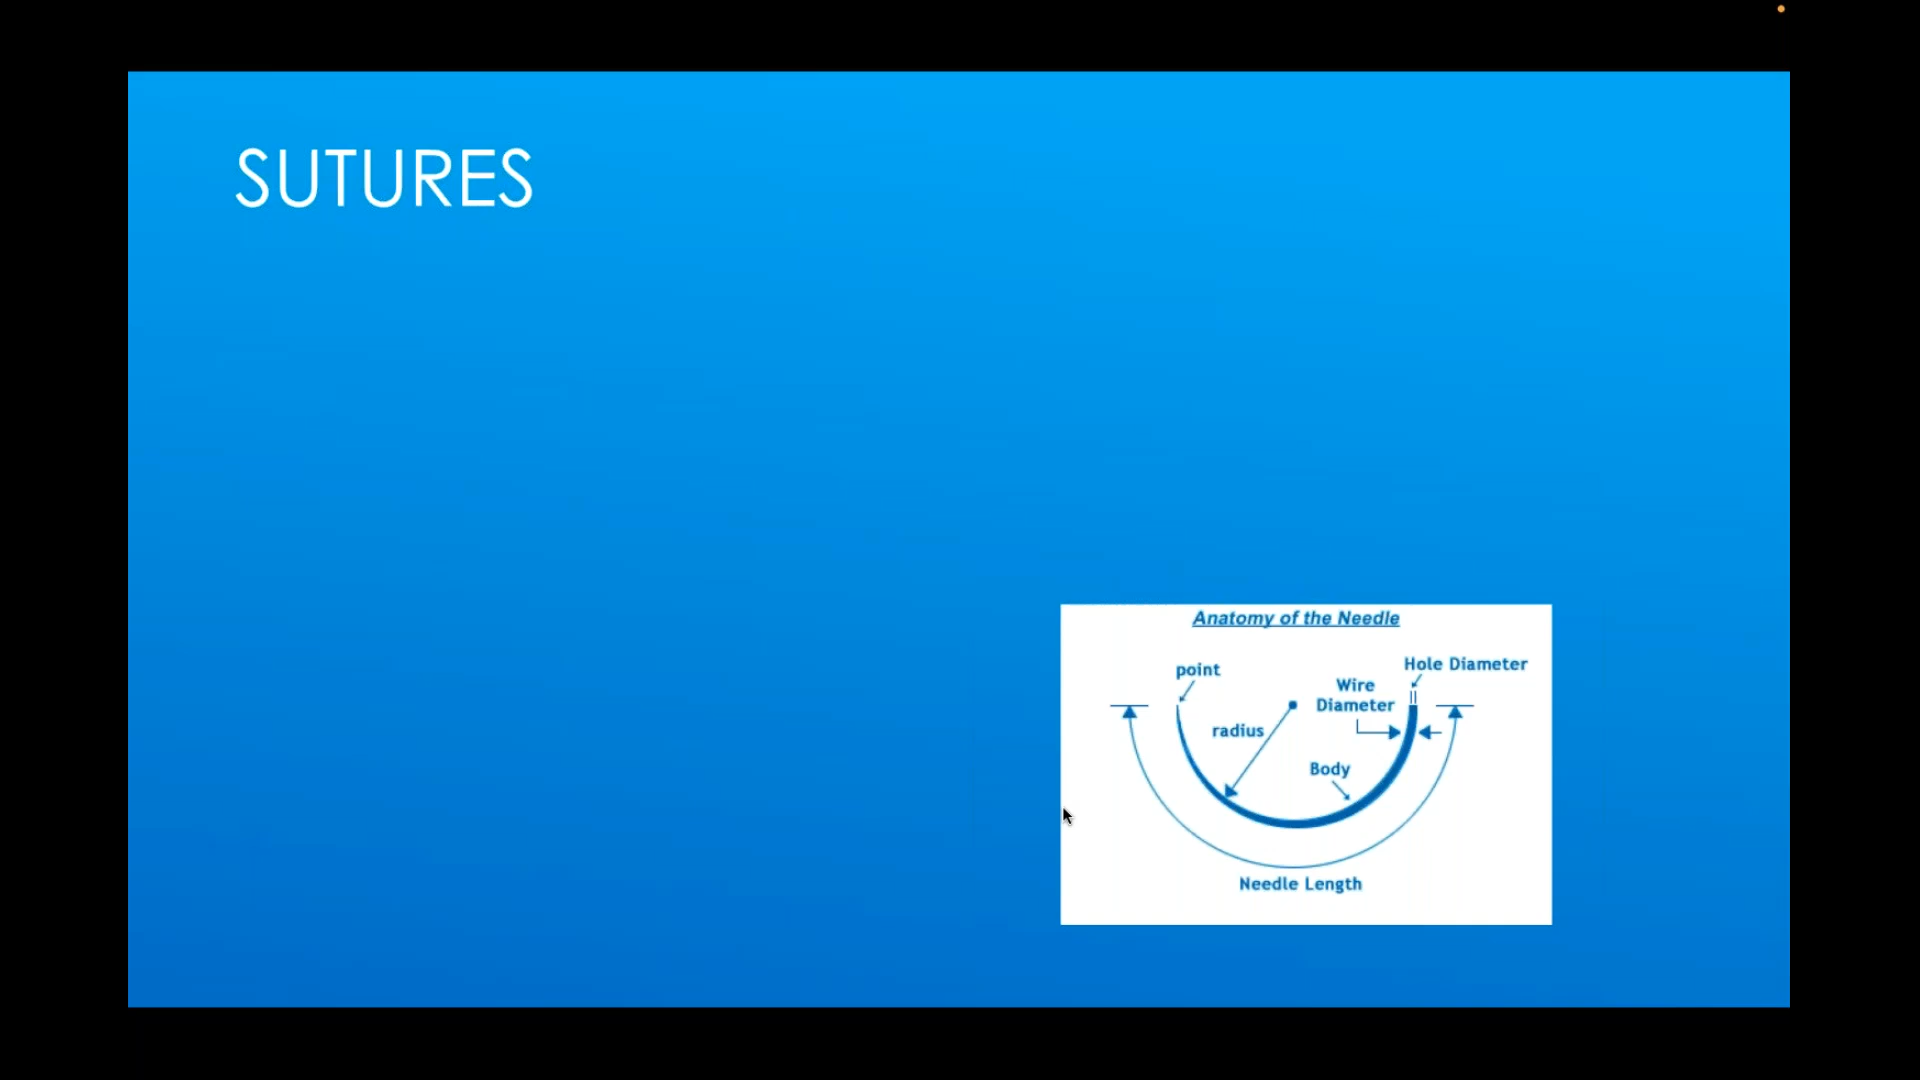 SUTURES
Anatomy of the Needle
point
Hole Diameter
Wire
Diameter
radius
Body
Needle Length